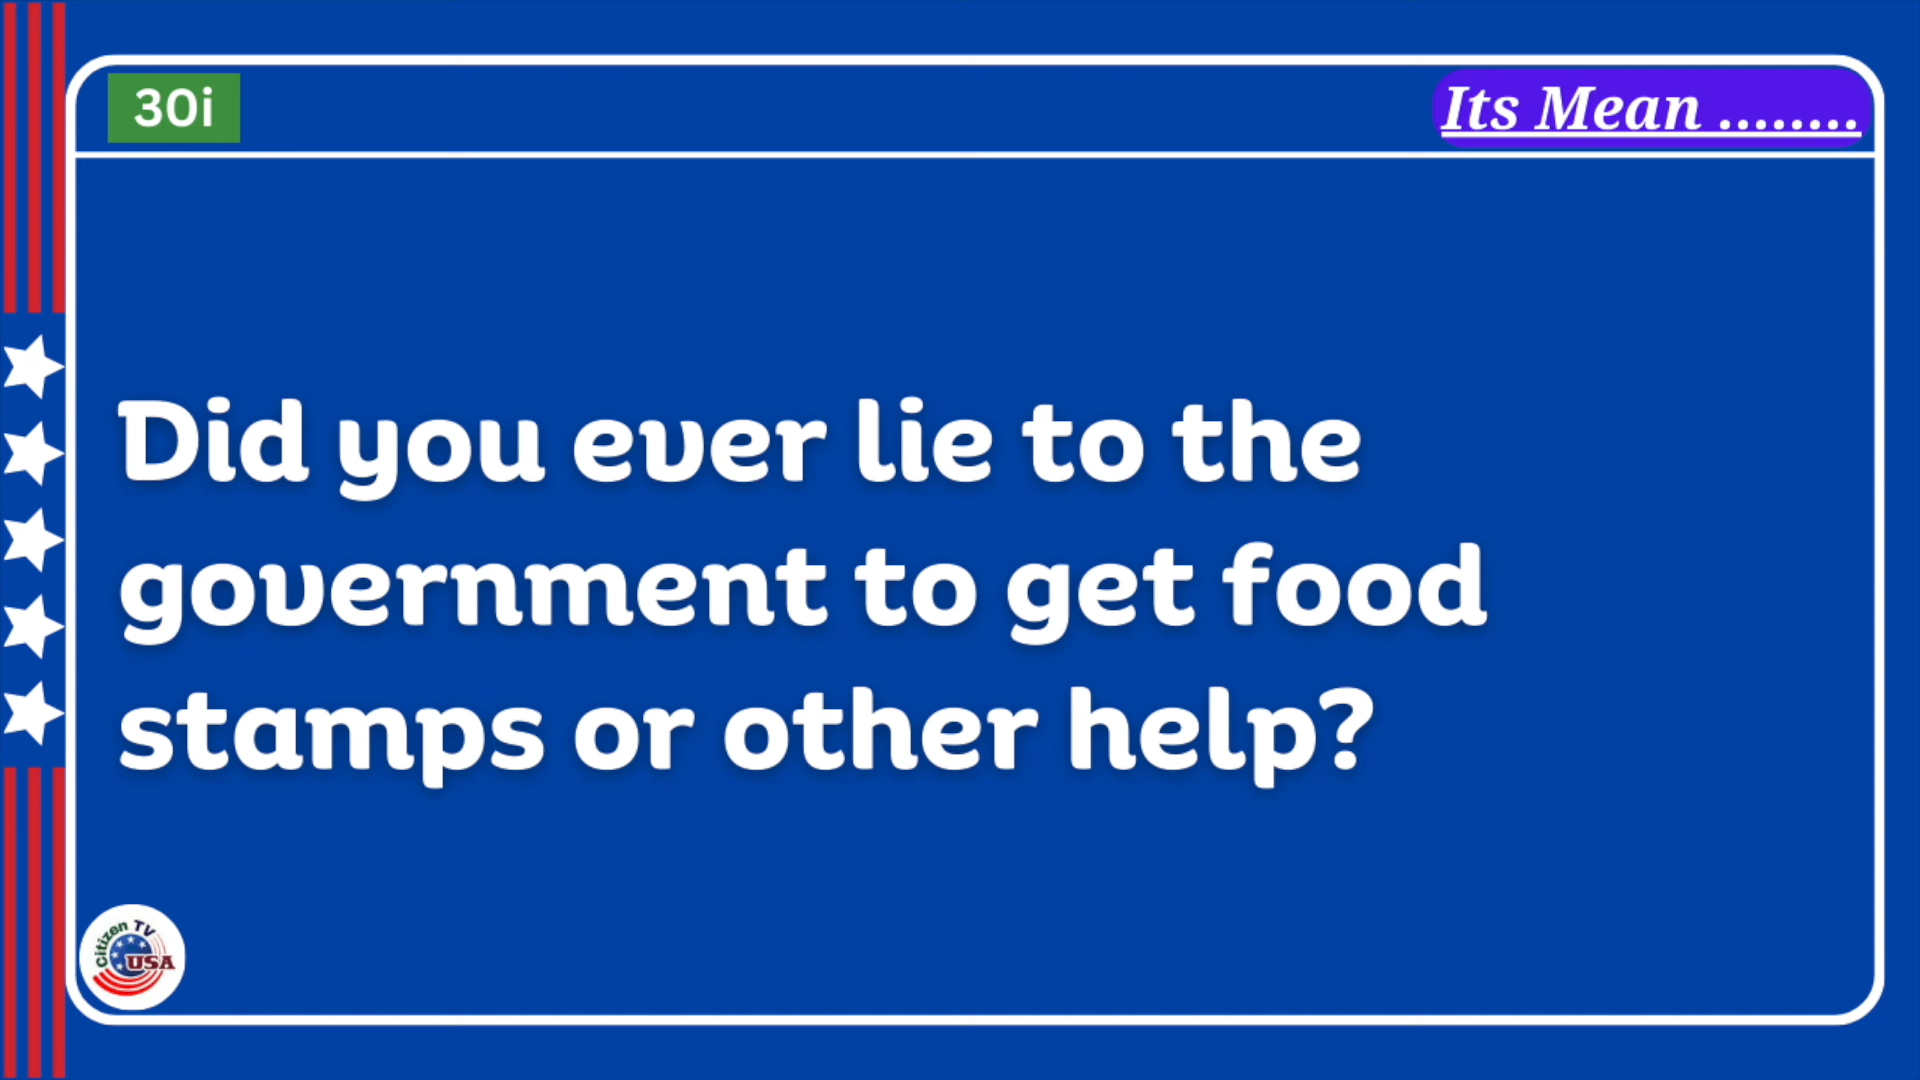 30i
Its Mean ........
Did you ever lie to the
government to get food
stamps or other help?
Citizen TV
USA